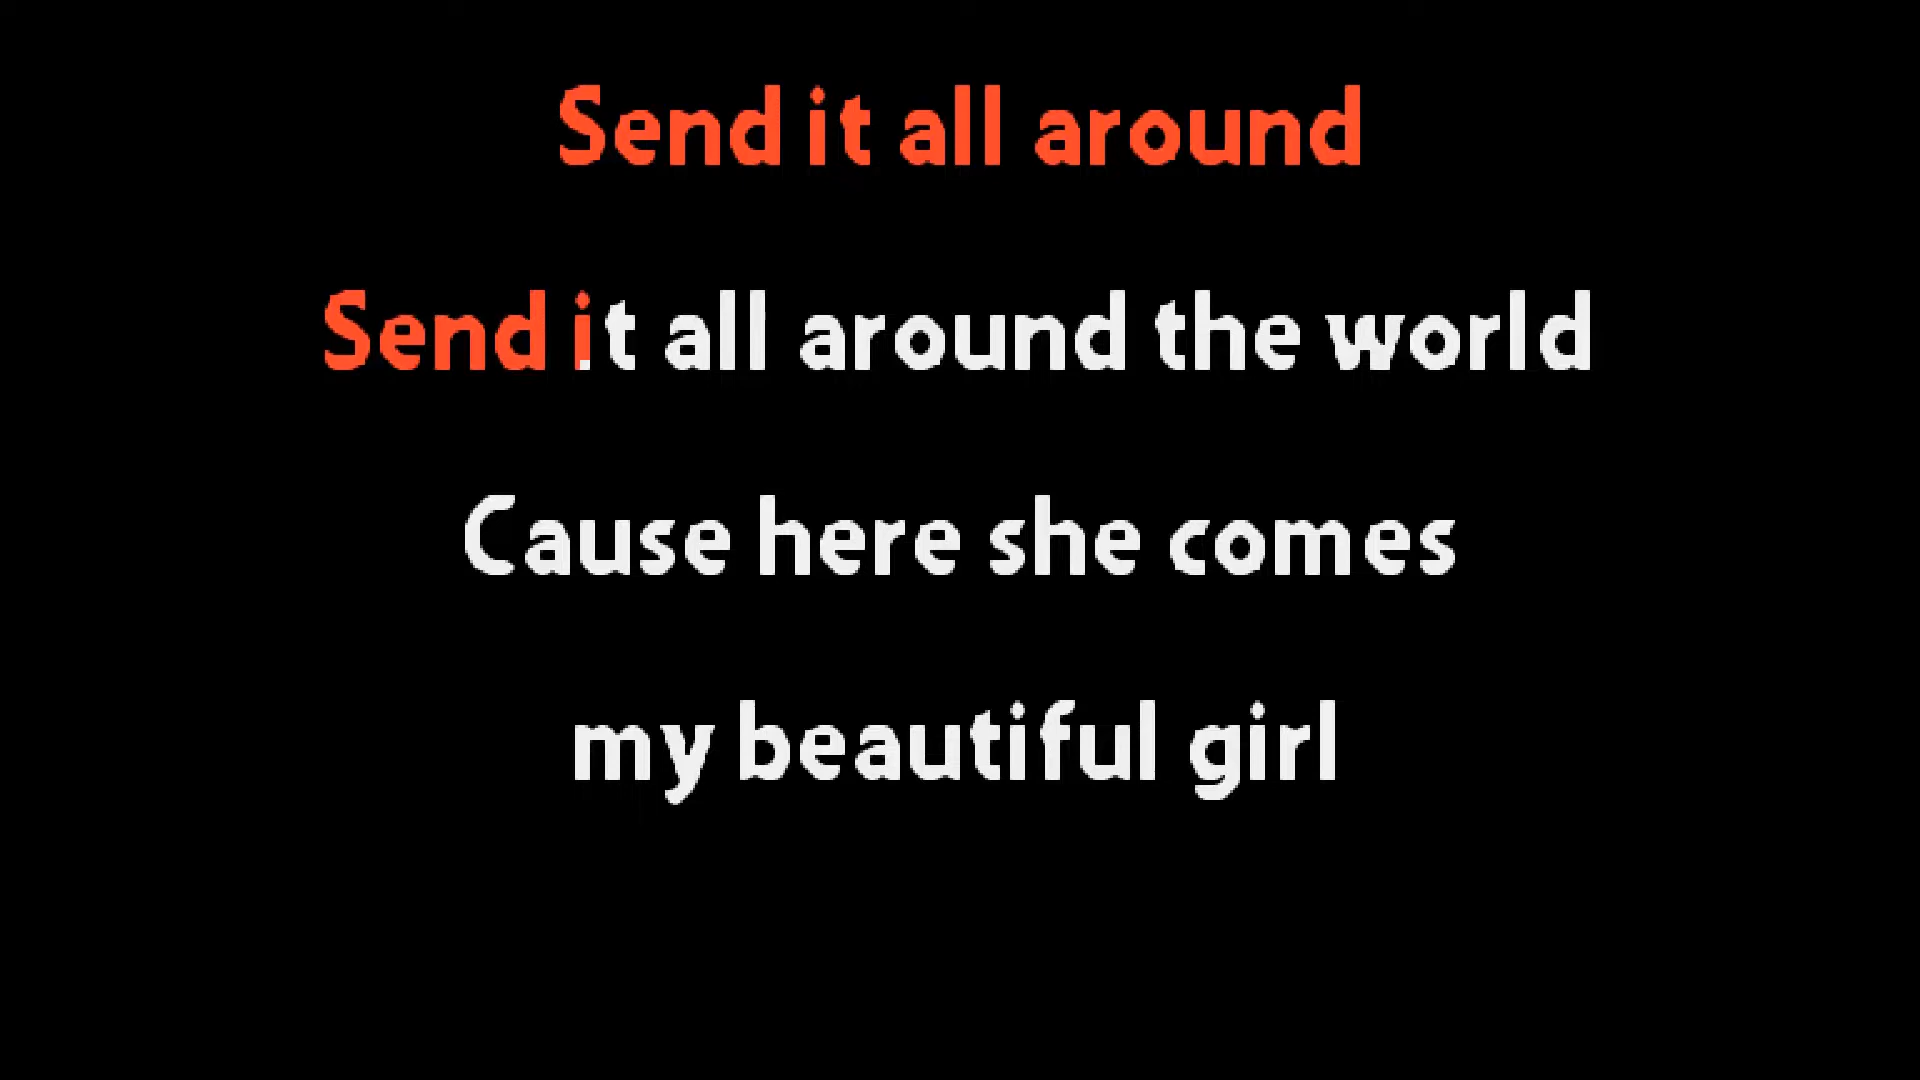 Send it all around
Send it all around the world
Cause here she comes
my beautiful girl